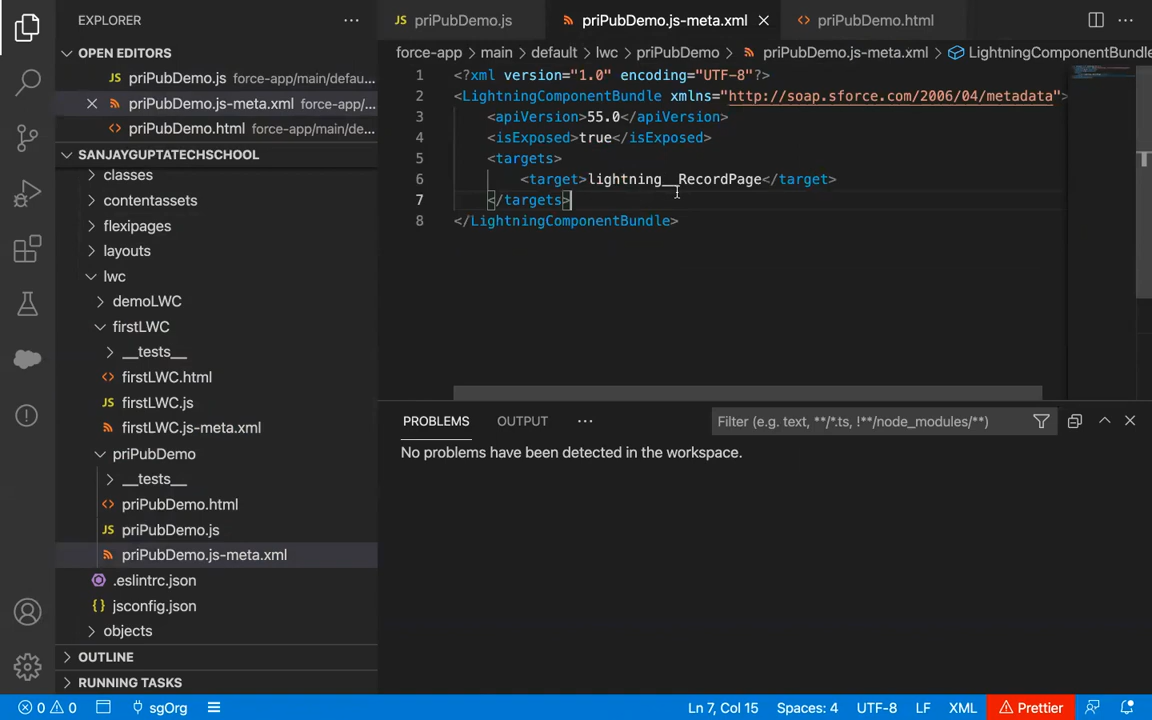 EXPLORER
OPEN EDITORS
JS priPubDemo.js force-app/main/defau...
priPubDemo.js-meta.xml force-app/...
priPubDemo.html force-app/main/de...
SANJAYGUPTATECHSCHOOL
classes
contentassets
flexipages
layouts
lwc
demoLWC
firstLWC
__tests__
firstLWC.html
JS firstLWC.js
firstLWC.js-meta.xml
priPubDemo
__tests__
priPubDemo.html
JS priPubDemo.js
priPubDemo.js-meta.xml
.eslintrc.json
{} jsconfig.json
objects
OUTLINE
RUNNING TASKS
JS priPubDemo.js
priPubDemo.js-meta.xml
priPubDemo.html
force-app > main > default > lwc > priPubDemo > priPubDemo.js-meta.xml > LightningComponentBundle
1 <?xml version="1.0" encoding="UTF-8"?>
2 <LightningComponentBundle xmlns="http://soap.sforce.com/2006/04/metadata">
3 <apiVersion>55.0</apiVersion>
4 <isExposed>true</isExposed>
5 <targets>
6 <target>lightning__RecordPage</target>
7 </targets>
8 </LightningComponentBundle>
PROBLEMS OUTPUT ... Filter (e.g. text, **/*.ts, !**/node_modules/**)
No problems have been detected in the workspace.
0 0 sgOrg Ln 7, Col 15 Spaces: 4 UTF-8 LF XML Prettier